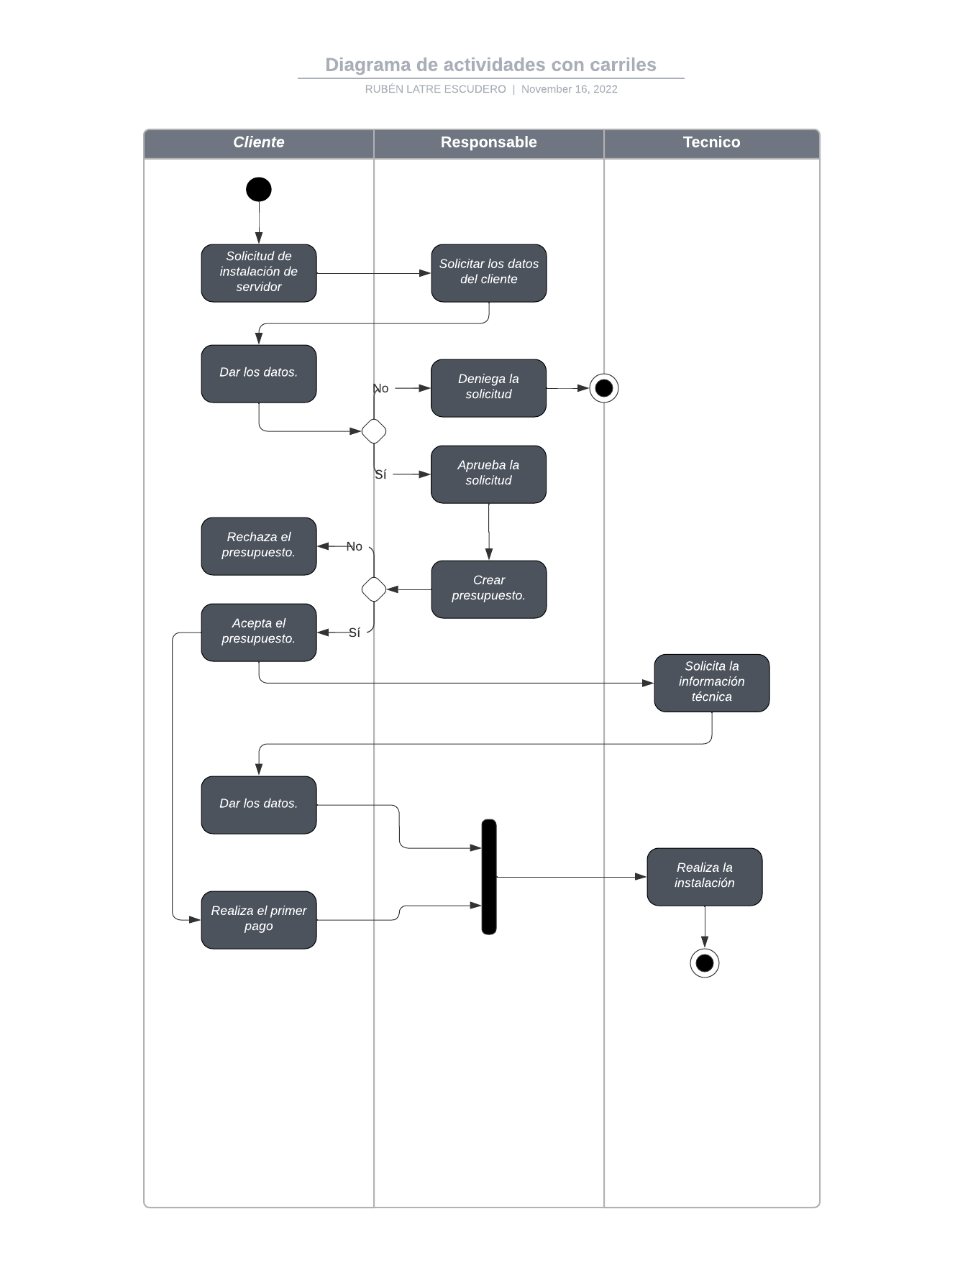 Diagrama de actividades con carriles
RUBÉN LATRE ESCUDERO | November 16, 2022
Cliente
Responsable
Tecnico
Solicitud de
instalación de
servidor
Solicitar los datos
del cliente
Dar los datos.
No
Deniega la
solicitud
Sí
Aprueba la
solicitud
Rechaza el
presupuesto.
No
Crear
presupuesto.
Acepta el
presupuesto.
Sí
Solicita la
información
técnica
Dar los datos.
Realiza la
instalación
Realiza el primer
pago